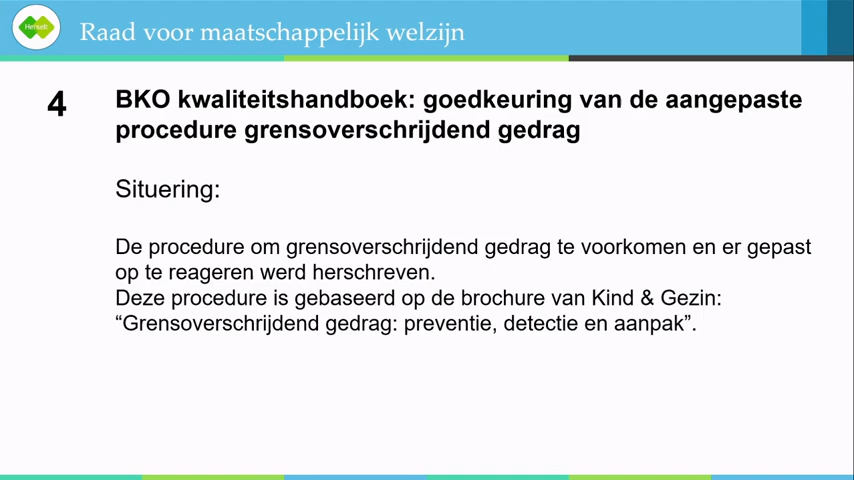 Herselt
Raad voor maatschappelijk welzijn
4
BKO kwaliteitshandboek: goedkeuring van de aangepaste
procedure grensoverschrijdend gedrag
Situering:
De procedure om grensoverschrijdend gedrag te voorkomen en er gepast
op te reageren werd herschreven.
Deze procedure is gebaseerd op de brochure van Kind & Gezin:
“Grensoverschrijdend gedrag: preventie, detectie en aanpak”.